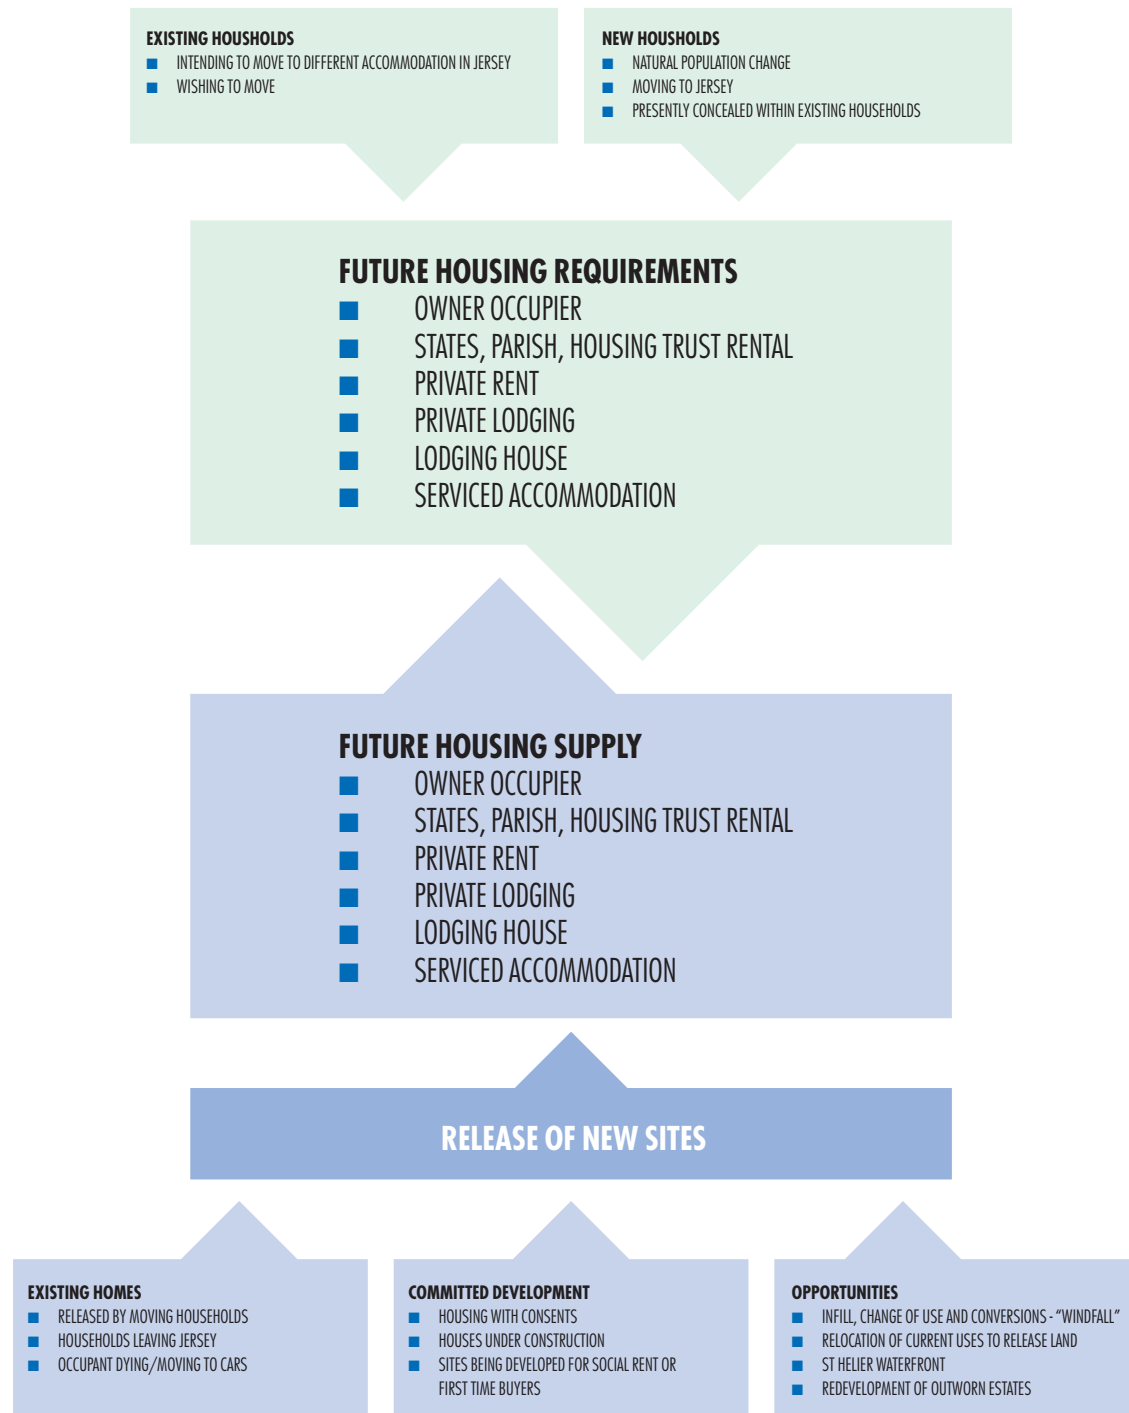 EXISTING HOUSHOLDS
INTENDING TO MOVE TO DIFFERENT ACCOMMODATION IN JERSEY
WISHING TO MOVE
NEW HOUSHOLDS
NATURAL POPULATION CHANGE
MOVING TO JERSEY
PRESENTLY CONCEALED WITHIN EXISTING HOUSEHOLDS
FUTURE HOUSING REQUIREMENTS
OWNER OCCUPIER
STATES, PARISH, HOUSING TRUST RENTAL
PRIVATE RENT
PRIVATE LODGING
LODGING HOUSE
SERVICED ACCOMMODATION
FUTURE HOUSING SUPPLY
OWNER OCCUPIER
STATES, PARISH, HOUSING TRUST RENTAL
PRIVATE RENT
PRIVATE LODGING
LODGING HOUSE
SERVICED ACCOMMODATION
RELEASE OF NEW SITES
EXISTING HOMES
RELEASED BY MOVING HOUSEHOLDS
HOUSEHOLDS LEAVING JERSEY
OCCUPANT DYING/MOVING TO CARS
COMMITTED DEVELOPMENT
HOUSING WITH CONSENTS
HOUSES UNDER CONSTRUCTION
SITES BEING DEVELOPED FOR SOCIAL RENT OR
FIRST TIME BUYERS
OPPORTUNITIES
INFILL, CHANGE OF USE AND CONVERSIONS - “WINDFALL”
RELOCATION OF CURRENT USES TO RELEASE LAND
ST HELIER WATERFRONT
REDEVELOPMENT OF OUTWORN ESTATES